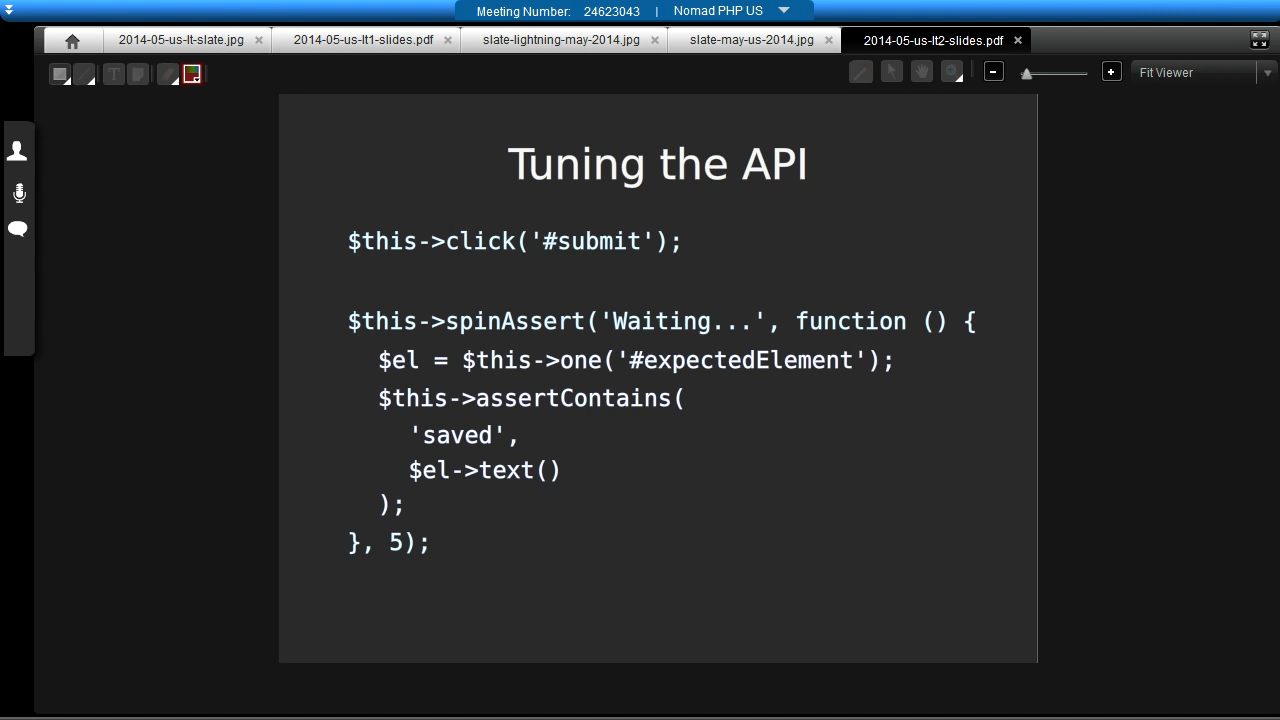 Meeting Number: 24623043 | Nomad PHP US
2014-05-us-lt-slate.jpg
2014-05-us-lt1-slides.pdf
slate-lightning-may-2014.jpg
slate-may-us-2014.jpg
2014-05-us-lt2-slides.pdf
T
Fit Viewer
Tuning the API
$this->click('#submit');
$this->spinAssert('Waiting...', function () {
$el = $this->one('#expectedElement');
$this->assertContains(
'saved',
$el->text()
);
}, 5);